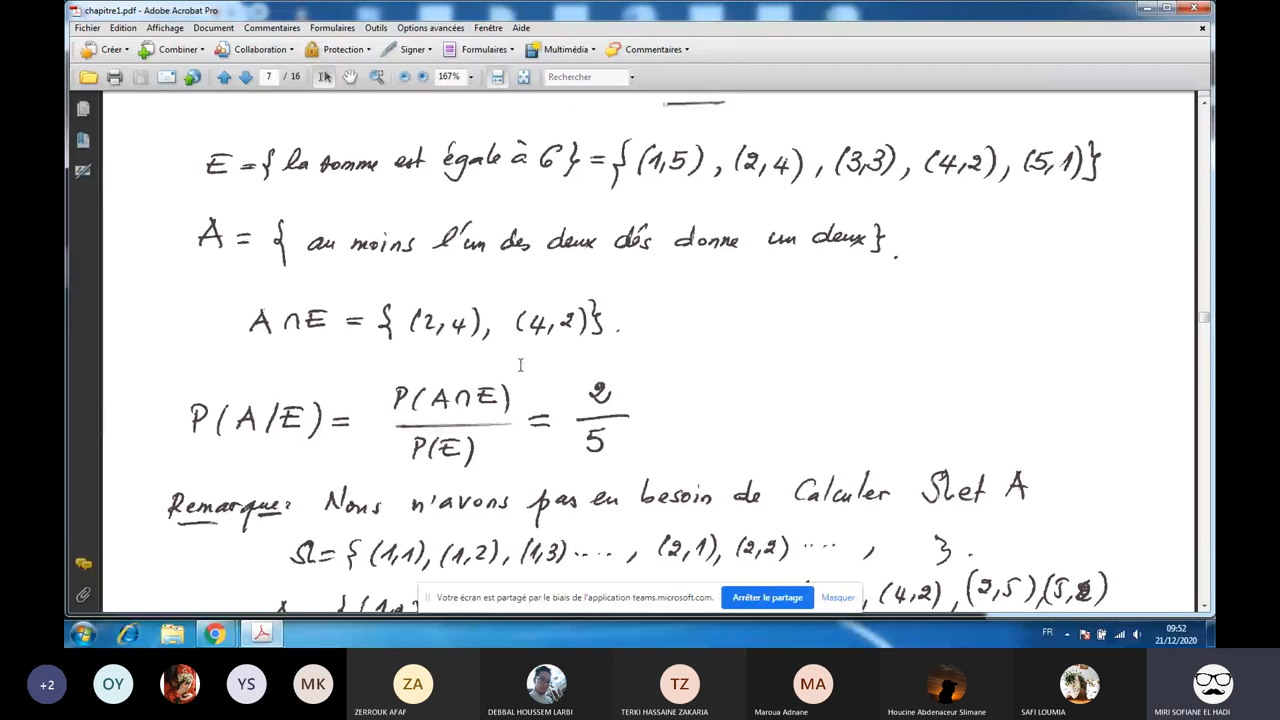 chapitre1.pdf - Adobe Acrobat Pro
Fichier Edition Affichage Document Commentaires Formulaires Outils Options avancées Fenêtre Aide
Créer Combiner Collaboration Protection Signer Formulaires Multimédia Commentaires
7 / 16 167% Rechercher
E = { la somme est égale à 6 } = { (1,5) , (2,4) , (3,3) , (4,2) , (5,1) }
A = { au moins l'un des deux dés donne un deux } .
A ∩ E = { (2,4), (4,2) } .
P(A/E) = P(A∩E) / P(E) = 2 / 5
Remarque: Nous n'avons pas eu besoin de Calculer Ω et A
Ω = { (1,1), (1,2), (1,3) ...., (2,1), (2,2) ...., } .
, (4,2), (2,5), (5,2)
Votre écran est partagé par le biais de l'application teams.microsoft.com. Arrêter le partage Masquer
FR 09:52
21/12/2020
+2 OY YS MK ZA TZ MA
ZERROUK AFAF DEBBAL HOUSSEM LARBI TERKI HASSAINE ZAKARIA Maroua Adnane Houcine Abdenaceur Slimane SAFI LOUMIA MIRI SOFIANE EL HADI